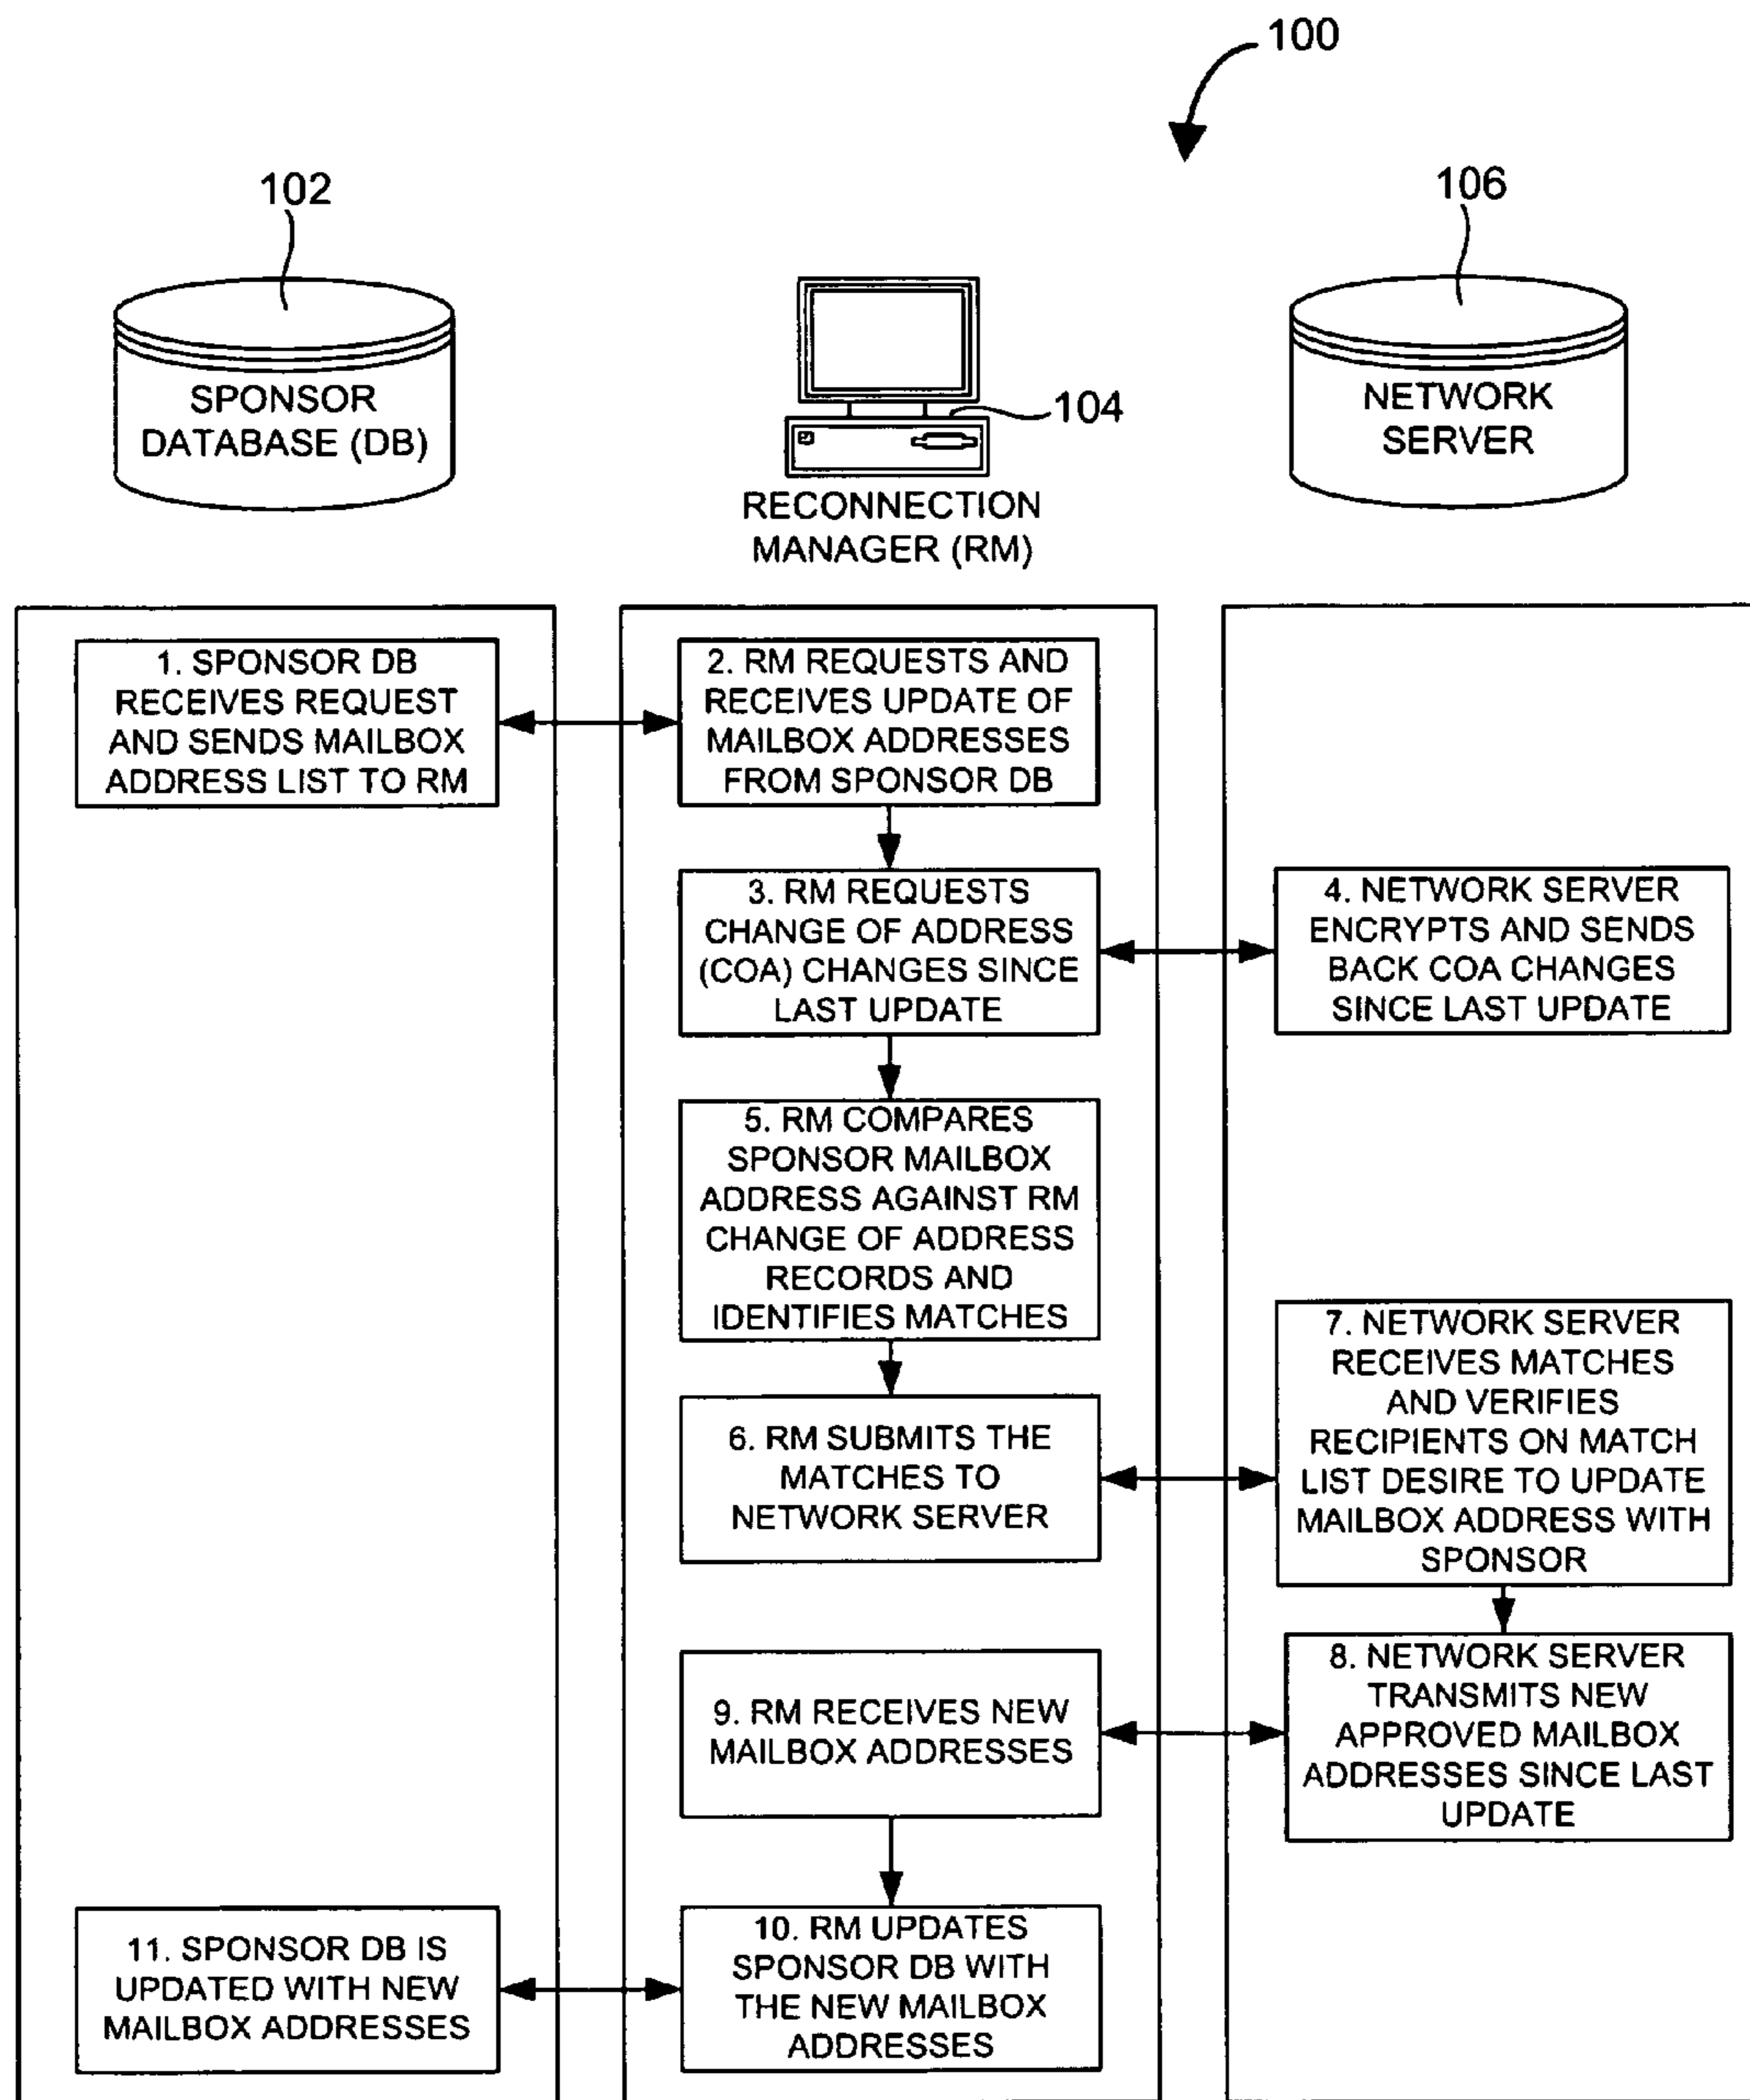 100
102
106
SPONSOR
DATABASE (DB)
104
RECONNECTION
MANAGER (RM)
NETWORK
SERVER
1. SPONSOR DB
RECEIVES REQUEST
AND SENDS MAILBOX
ADDRESS LIST TO RM
2. RM REQUESTS AND
RECEIVES UPDATE OF
MAILBOX ADDRESSES
FROM SPONSOR DB
3. RM REQUESTS
CHANGE OF ADDRESS
(COA) CHANGES SINCE
LAST UPDATE
4. NETWORK SERVER
ENCRYPTS AND SENDS
BACK COA CHANGES
SINCE LAST UPDATE
5. RM COMPARES
SPONSOR MAILBOX
ADDRESS AGAINST RM
CHANGE OF ADDRESS
RECORDS AND
IDENTIFIES MATCHES
6. RM SUBMITS THE
MATCHES TO
NETWORK SERVER
7. NETWORK SERVER
RECEIVES MATCHES
AND VERIFIES
RECIPIENTS ON MATCH
LIST DESIRE TO UPDATE
MAILBOX ADDRESS WITH
SPONSOR
8. NETWORK SERVER
TRANSMITS NEW
APPROVED MAILBOX
ADDRESSES SINCE LAST
UPDATE
9. RM RECEIVES NEW
MAILBOX ADDRESSES
10. RM UPDATES
SPONSOR DB WITH
THE NEW MAILBOX
ADDRESSES
11. SPONSOR DB IS
UPDATED WITH NEW
MAILBOX ADDRESSES